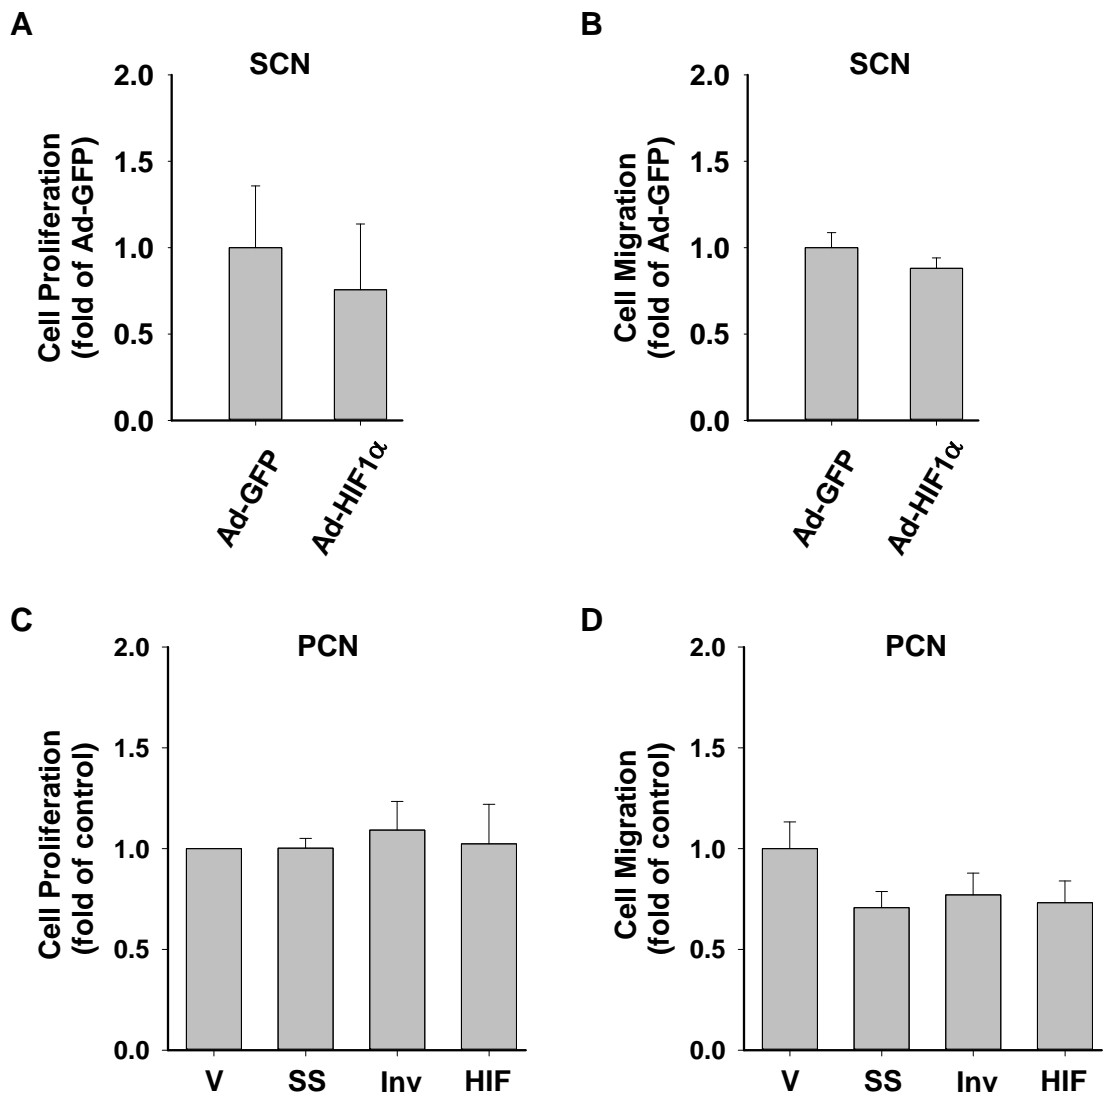 A
SCN
Cell Proliferation
(fold of Ad-GFP)
2.0
1.5
1.0
0.5
0.0
Ad-GFP
Ad-HIF1α
B
SCN
Cell Migration
(fold of Ad-GFP)
2.0
1.5
1.0
0.5
0.0
Ad-GFP
Ad-HIF1α
C
PCN
Cell Proliferation
(fold of control)
2.0
1.5
1.0
0.5
0.0
V SS Inv HIF
D
PCN
Cell Migration
(fold of control)
2.0
1.5
1.0
0.5
0.0
V SS Inv HIF